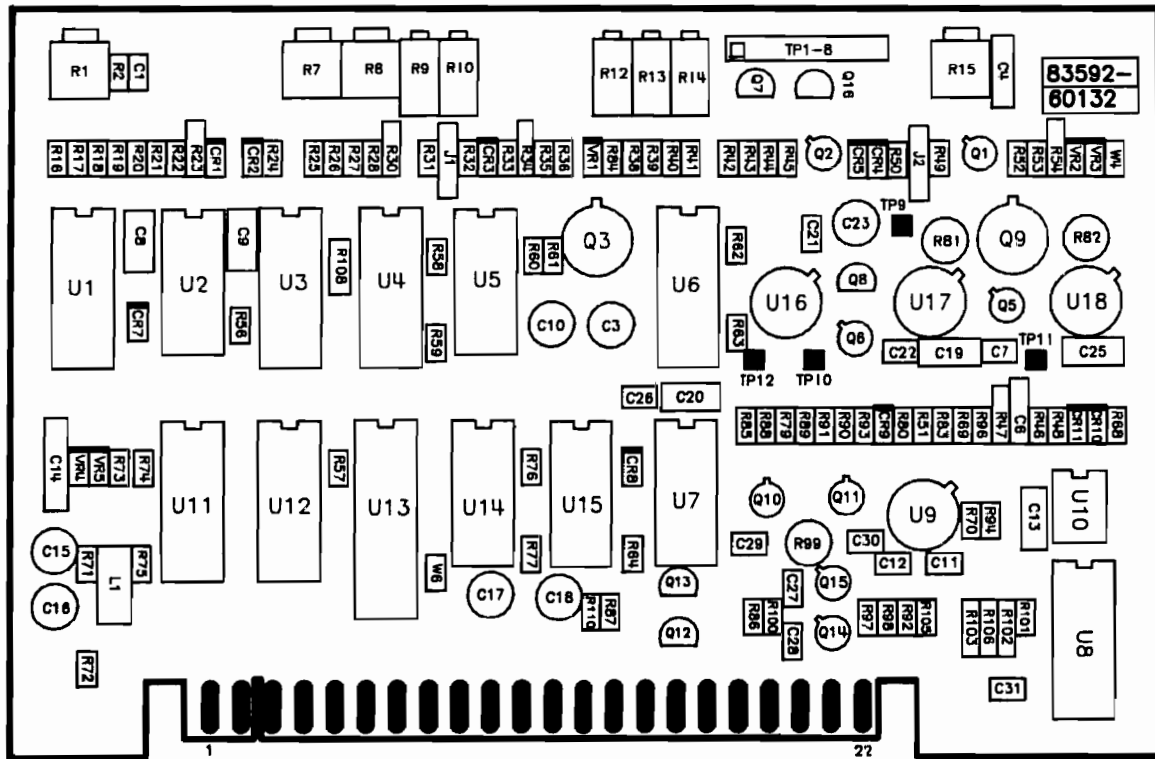 R1
R2
C1
R7
R8
R9
R10
R12
R13
R14
TP1-8
Q7
Q16
R15
C4
83592-
60132
R16
R17
R18
R19
R20
R21
R22
R23
CR1
CR2
R24
R25
R26
R27
R28
R30
R31
J1
R32
CR3
R33
R34
R35
R36
VR1
R84
R38
R39
R40
R41
R42
R43
R44
R45
Q2
CR5
CR4
R50
J2
R49
Q1
R52
R53
R54
VR2
VR3
W4
U1
C8
CR7
U2
C9
R56
U3
R108
U4
R58
R59
U5
R60
R61
Q3
C10
C3
U6
R62
R63
C21
C23
TP9
R81
Q9
R82
U16
Q8
U17
Q5
U18
Q6
TP12
TP10
C22
C19
C7
TP11
C25
C26
C20
R85
R88
R79
R89
R91
R90
R93
CR9
R80
R51
R83
R69
R96
R47
C6
R46
R48
CR11
CR10
R68
C14
VR4
VR5
R73
R74
U11
U12
R57
U13
U14
R76
R77
U15
CR8
R64
U7
Q10
Q11
U9
R70
R94
C13
U10
C29
R99
C30
C12
C11
C15
R71
L1
R75
C16
W6
C17
C18
R110
R87
Q13
Q12
C27
Q15
R86
R100
C28
Q14
R97
R98
R92
R105
R103
R106
R102
R101
U8
R72
C31
1
22